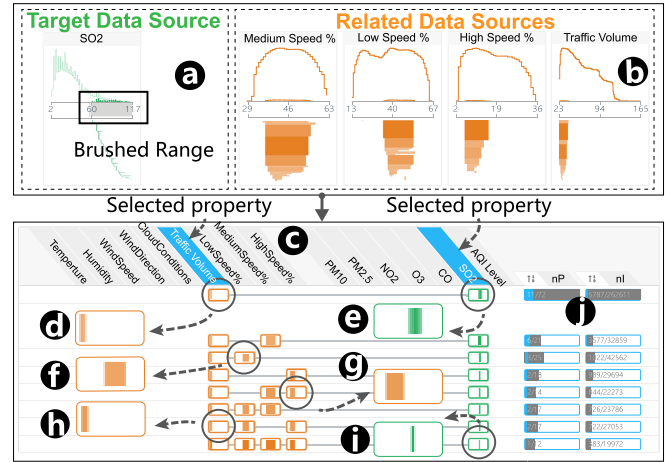 Target Data Source
Related Data Sources
SO2
Medium Speed %
Low Speed %
High Speed %
Traffic Volume
a
b
2 60 117
29 46 63
13 40 67
2 19 36
23 94 165
Brushed Range
Selected property
Selected property
c
Temperture
Humidity
WindSpeed
WindDirection
CloudConditions
Traffic Volume
LowSpeed%
MediumSpeed%
HighSpeed%
PM10
PM2.5
NO2
O3
CO
SO2
AQI Level
nP
nI
j
d
e
f
g
h
i